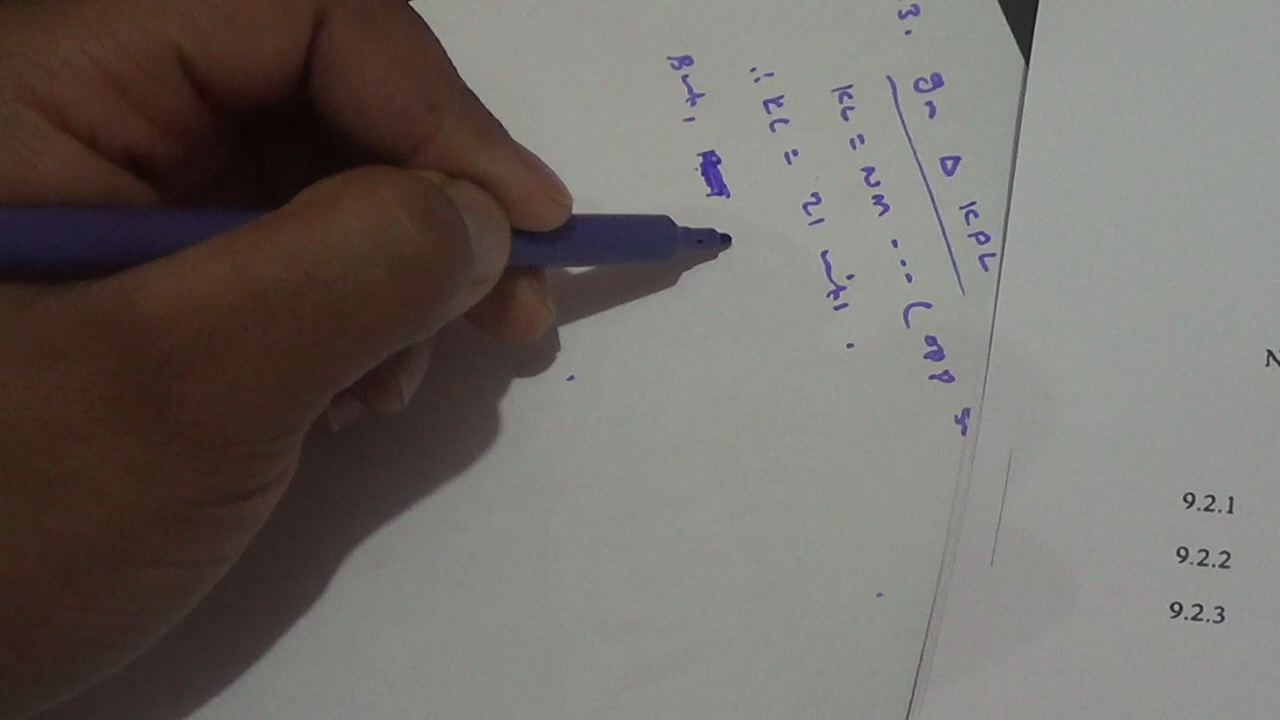 3.
In Δ KPL
KL = NM ... (opp
∴ KL = 21 units.
But,
N
9.2.1
9.2.2
9.2.3